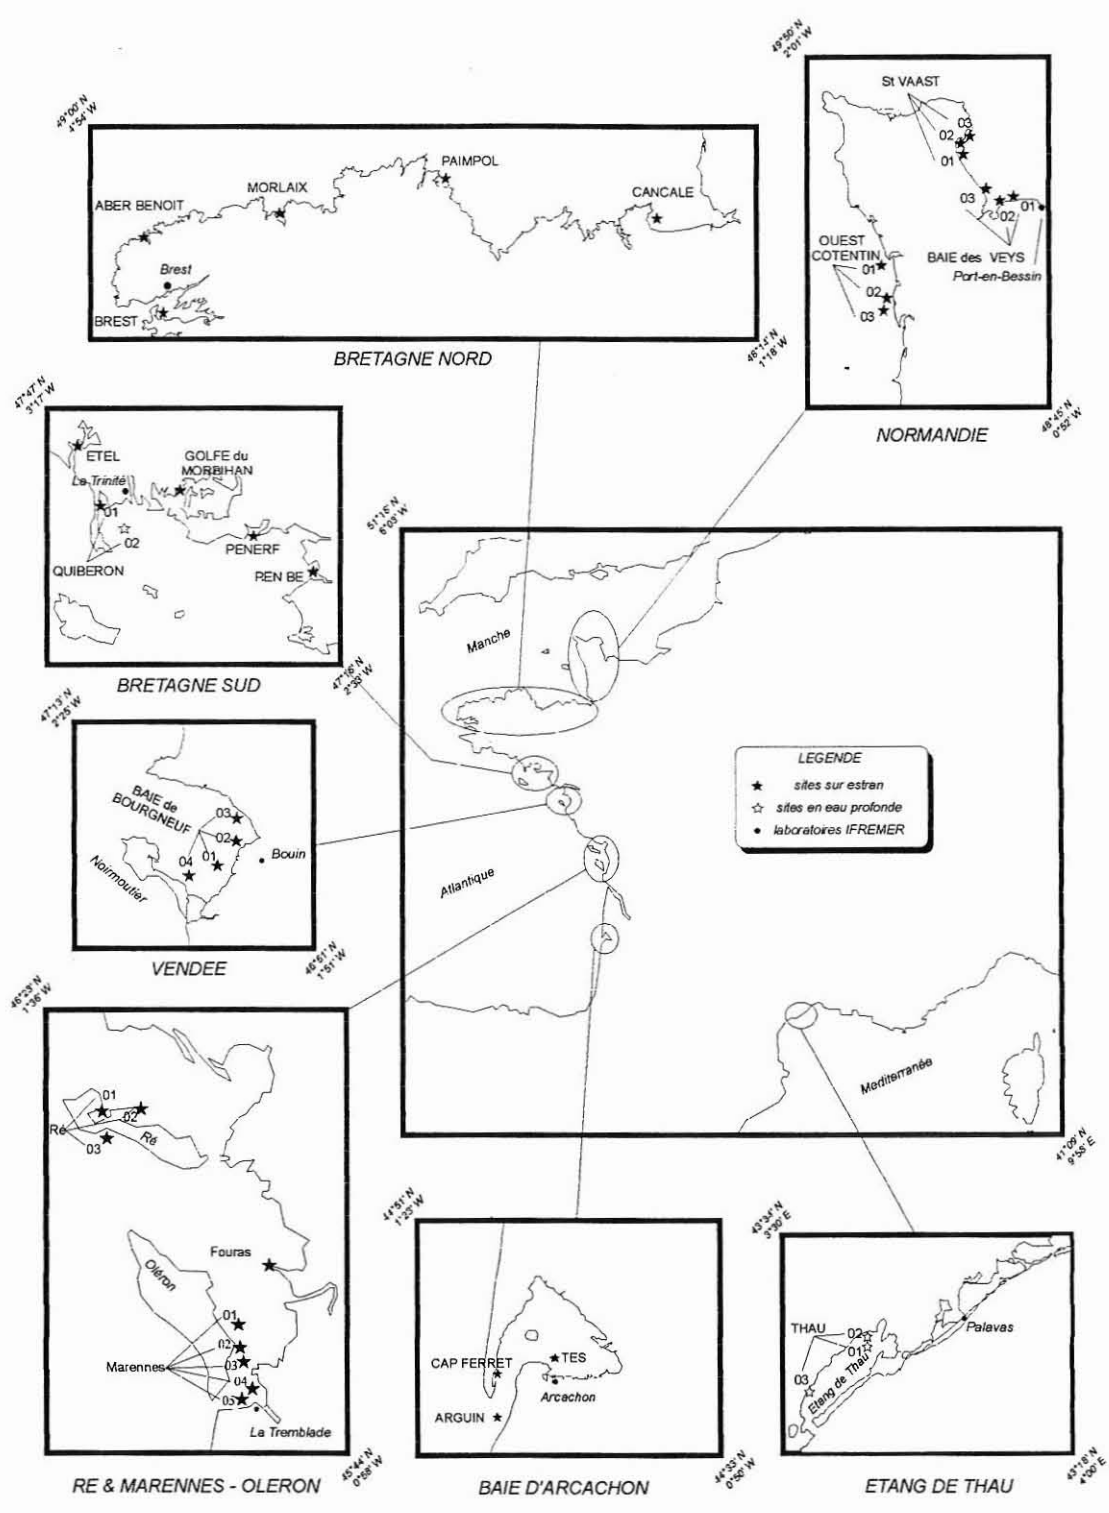 49°50' N
2°01' W
St VAAST
03
02
01
03
02
01
OUEST
COTENTIN
01
02
03
BAIE des VEYS
Port-en-Bessin
48°45' N
0°52' W
NORMANDIE
49°00' N
4°54' W
PAIMPOL
MORLAIX
CANCALE
ABER BENOIT
Brest
BREST
BRETAGNE NORD
1°18' W
47°47' N
3°17' W
ETEL
GOLFE du
MORBIHAN
La Trinité
01
02
PENERF
QUIBERON
PEN BE
BRETAGNE SUD
47°16' N
2°33' W
51°16' N
6°03' W
Manche
LEGENDE
sites sur estran
sites en eau profonde
laboratoires IFREMER
Atlantique
Mediterranée
41°09' N
9°58' E
47°13' N
2°25' W
BAIE de
BOURGNEUF
03
02
01
04
Bouin
Noirmoutier
46°51' N
1°51' W
VENDEE
46°23' N
1°36' W
01
02
Ré
Ré
03
Fouras
Oléron
01
02
Marennes
03
04
05
La Tremblade
45°44' N
0°58' W
RE & MARENNES - OLERON
44°51' N
1°23' W
CAP FERRET
TES
Arcachon
ARGUIN
44°33' N
0°50' W
BAIE D'ARCACHON
43°34' N
3°30' E
THAU
02
01
Palavas
03
Etang de Thau
43°18' N
4°00' E
ETANG DE THAU